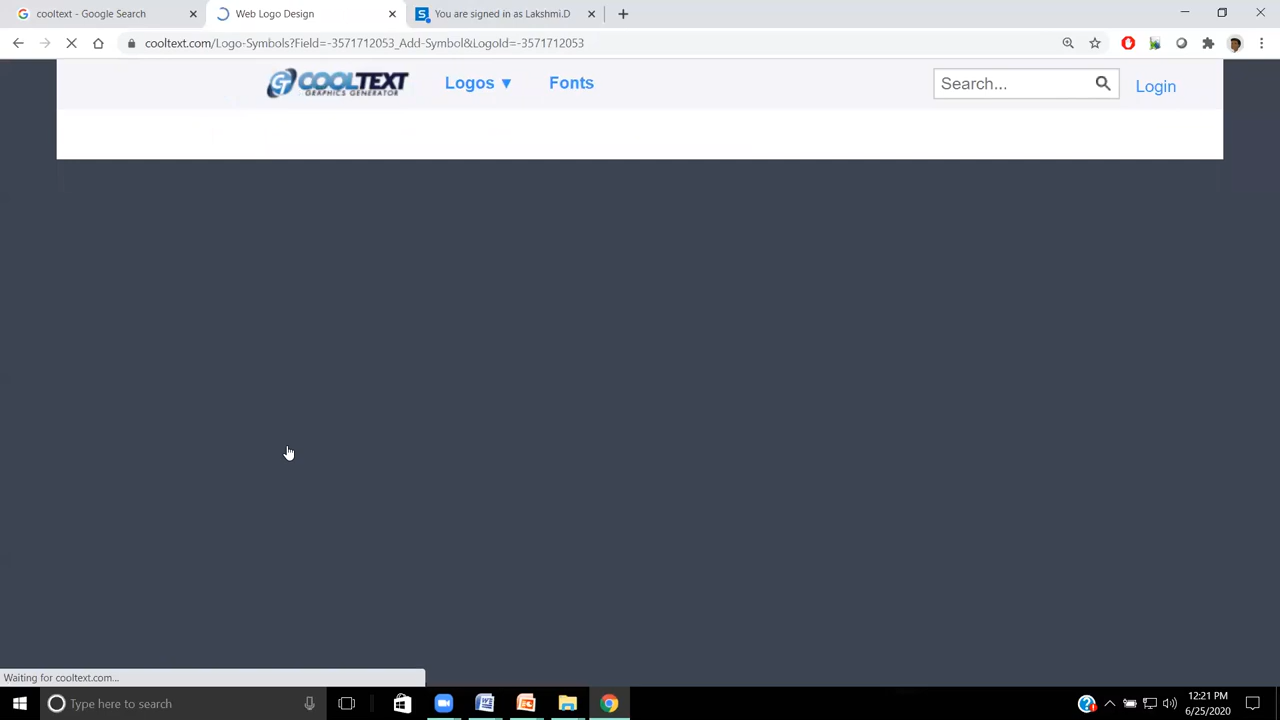 cooltext - Google Search
Web Logo Design
You are signed in as Lakshmi.D
cooltext.com/Logo-Symbols?Field=-3571712053_Add-Symbol&LogoId=-3571712053
COOLTEXT
GRAPHICS GENERATOR
Logos ▼
Fonts
Search...
Login
Waiting for cooltext.com...
Type here to search
12:21 PM
6/25/2020